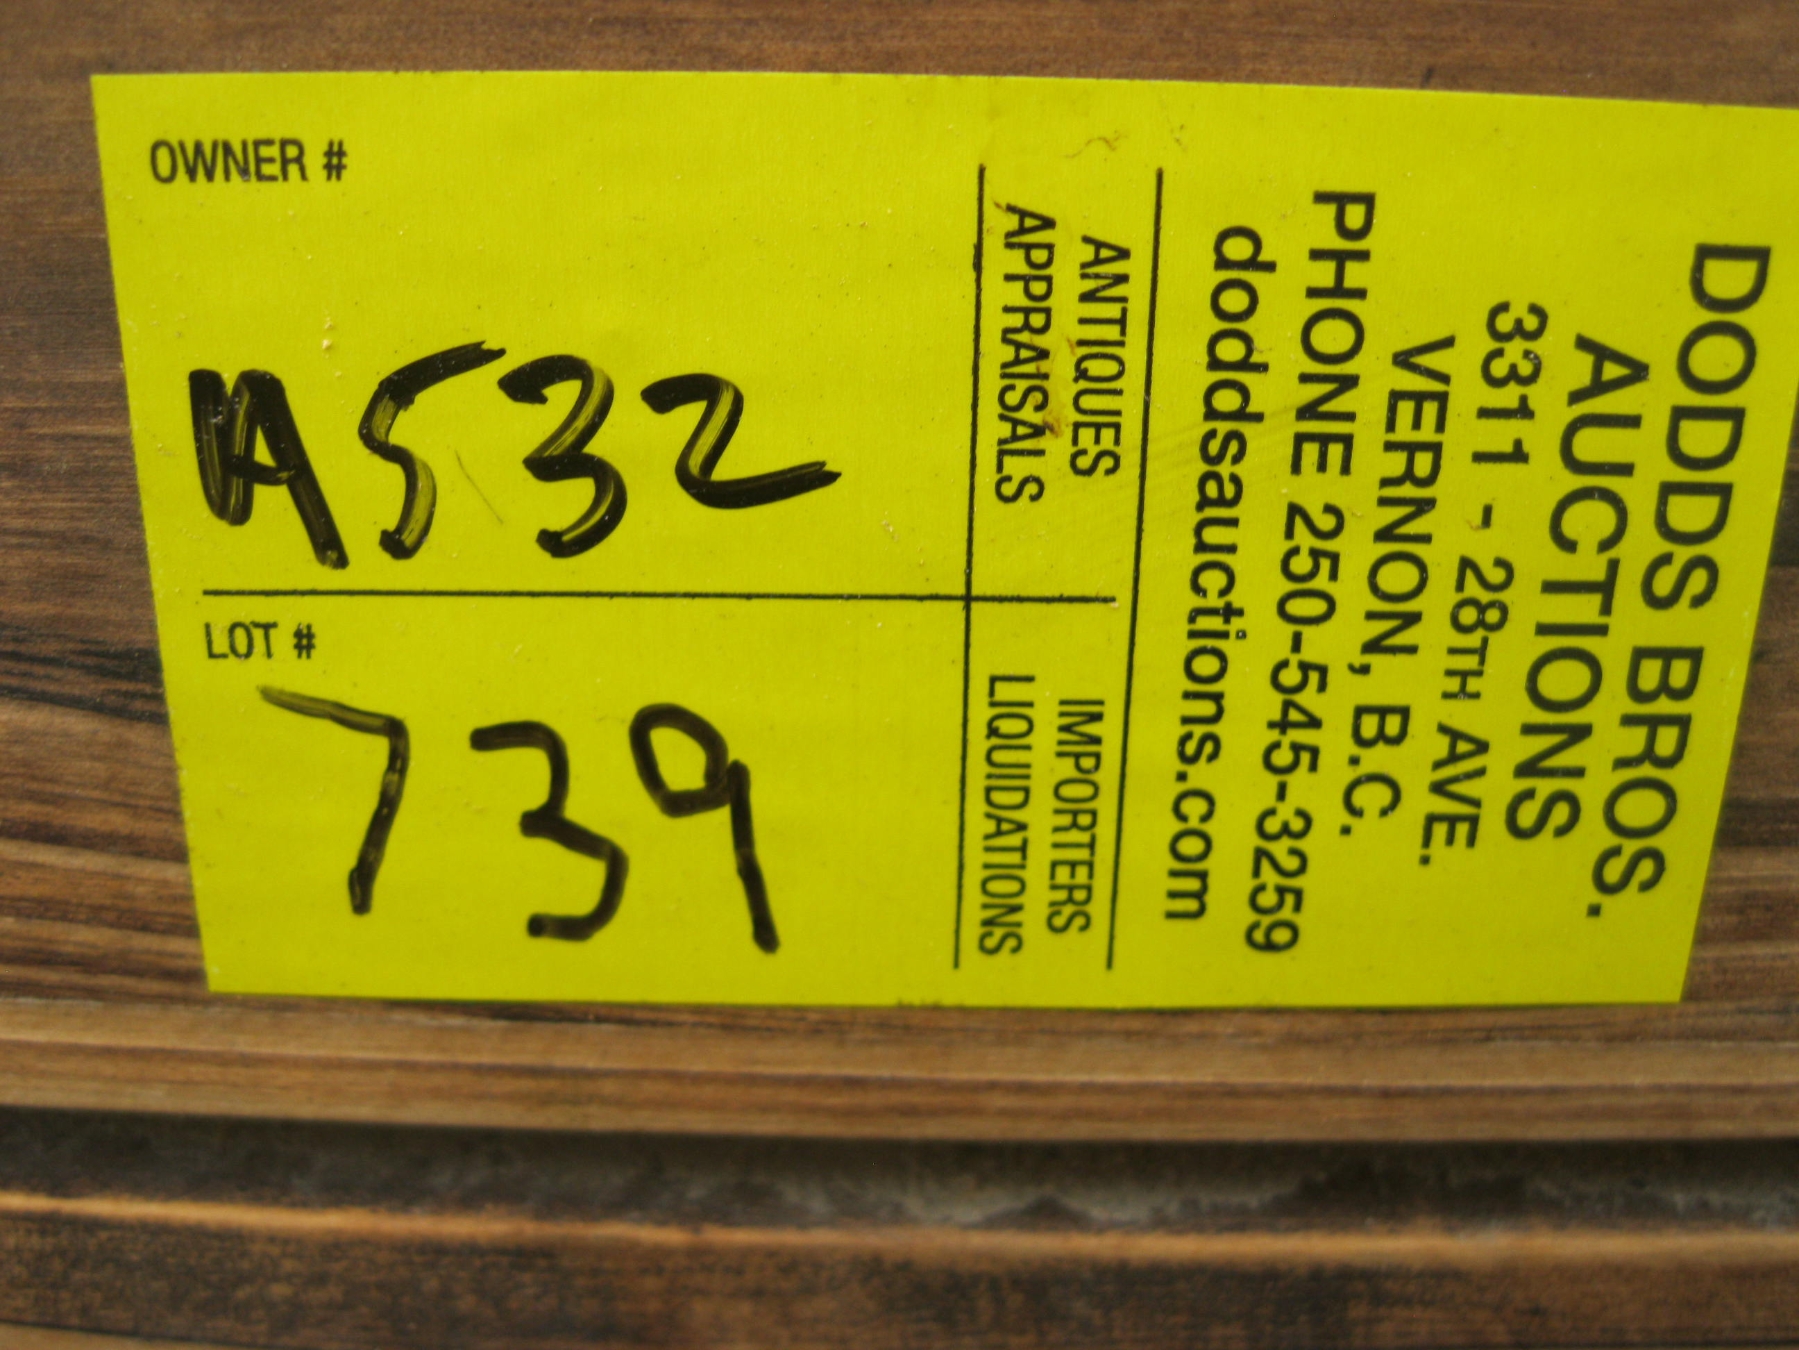 OWNER #
A532
LOT #
739
DODDS BROS.
AUCTIONS
3311 - 28TH AVE.
VERNON, B.C.
PHONE 250-545-3259
doddsauctions.com
ANTIQUES
APPRAISALS
IMPORTERS
LIQUIDATIONS